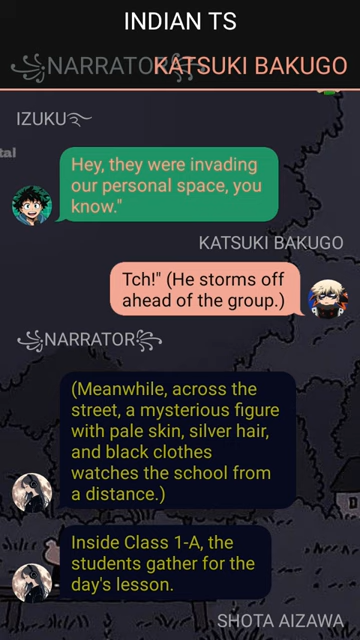 INDIAN TS
꧁NARRATOR꧂
KATSUKI BAKUGO
IZUKU
tal
Hey, they were invading
our personal space, you
know."
KATSUKI BAKUGO
Tch!" (He storms off
ahead of the group.)
꧁NARRATOR꧂
(Meanwhile, across the
street, a mysterious figure
with pale skin, silver hair,
and black clothes
watches the school from
a distance.)
Inside Class 1-A, the
students gather for the
day's lesson.
SHOTA AIZAWA